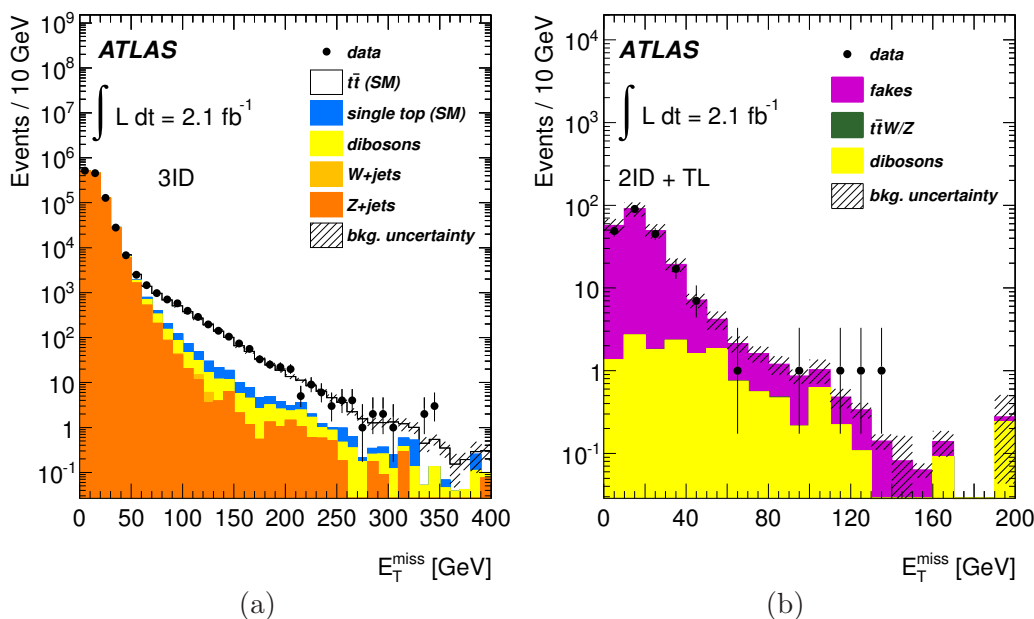 ATLAS
∫ L dt = 2.1 fb⁻¹
3ID
data
tt̄ (SM)
single top (SM)
dibosons
W+jets
Z+jets
bkg. uncertainty
Events / 10 GeV
10⁹
10⁸
10⁷
10⁶
10⁵
10⁴
10³
10²
10
1
10⁻¹
0 50 100 150 200 250 300 350 400
E_T^miss [GeV]
(a)
ATLAS
∫ L dt = 2.1 fb⁻¹
2ID + TL
data
fakes
tt̄W/Z
dibosons
bkg. uncertainty
Events / 10 GeV
10⁴
10³
10²
10
1
10⁻¹
0 40 80 120 160 200
E_T^miss [GeV]
(b)